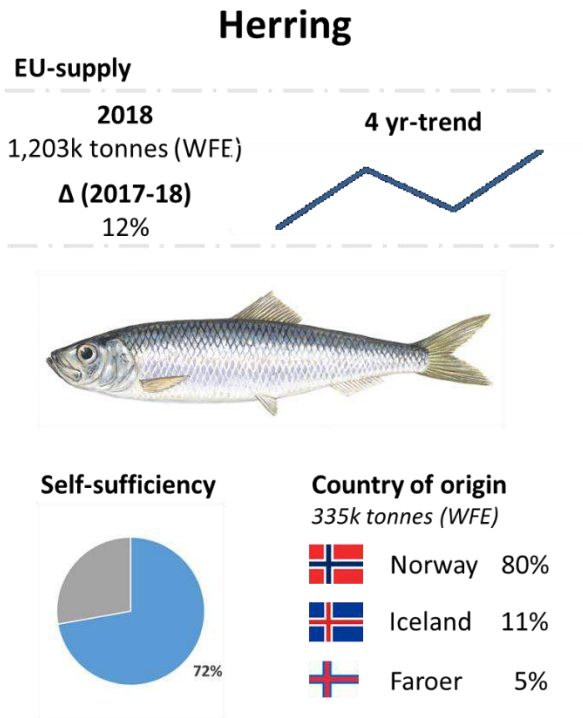 Herring
EU-supply
2018
1,203k tonnes (WFE)
Δ (2017-18)
12%
4 yr-trend
Self-sufficiency
72%
Country of origin
335k tonnes (WFE)
Norway 80%
Iceland 11%
Faroer 5%